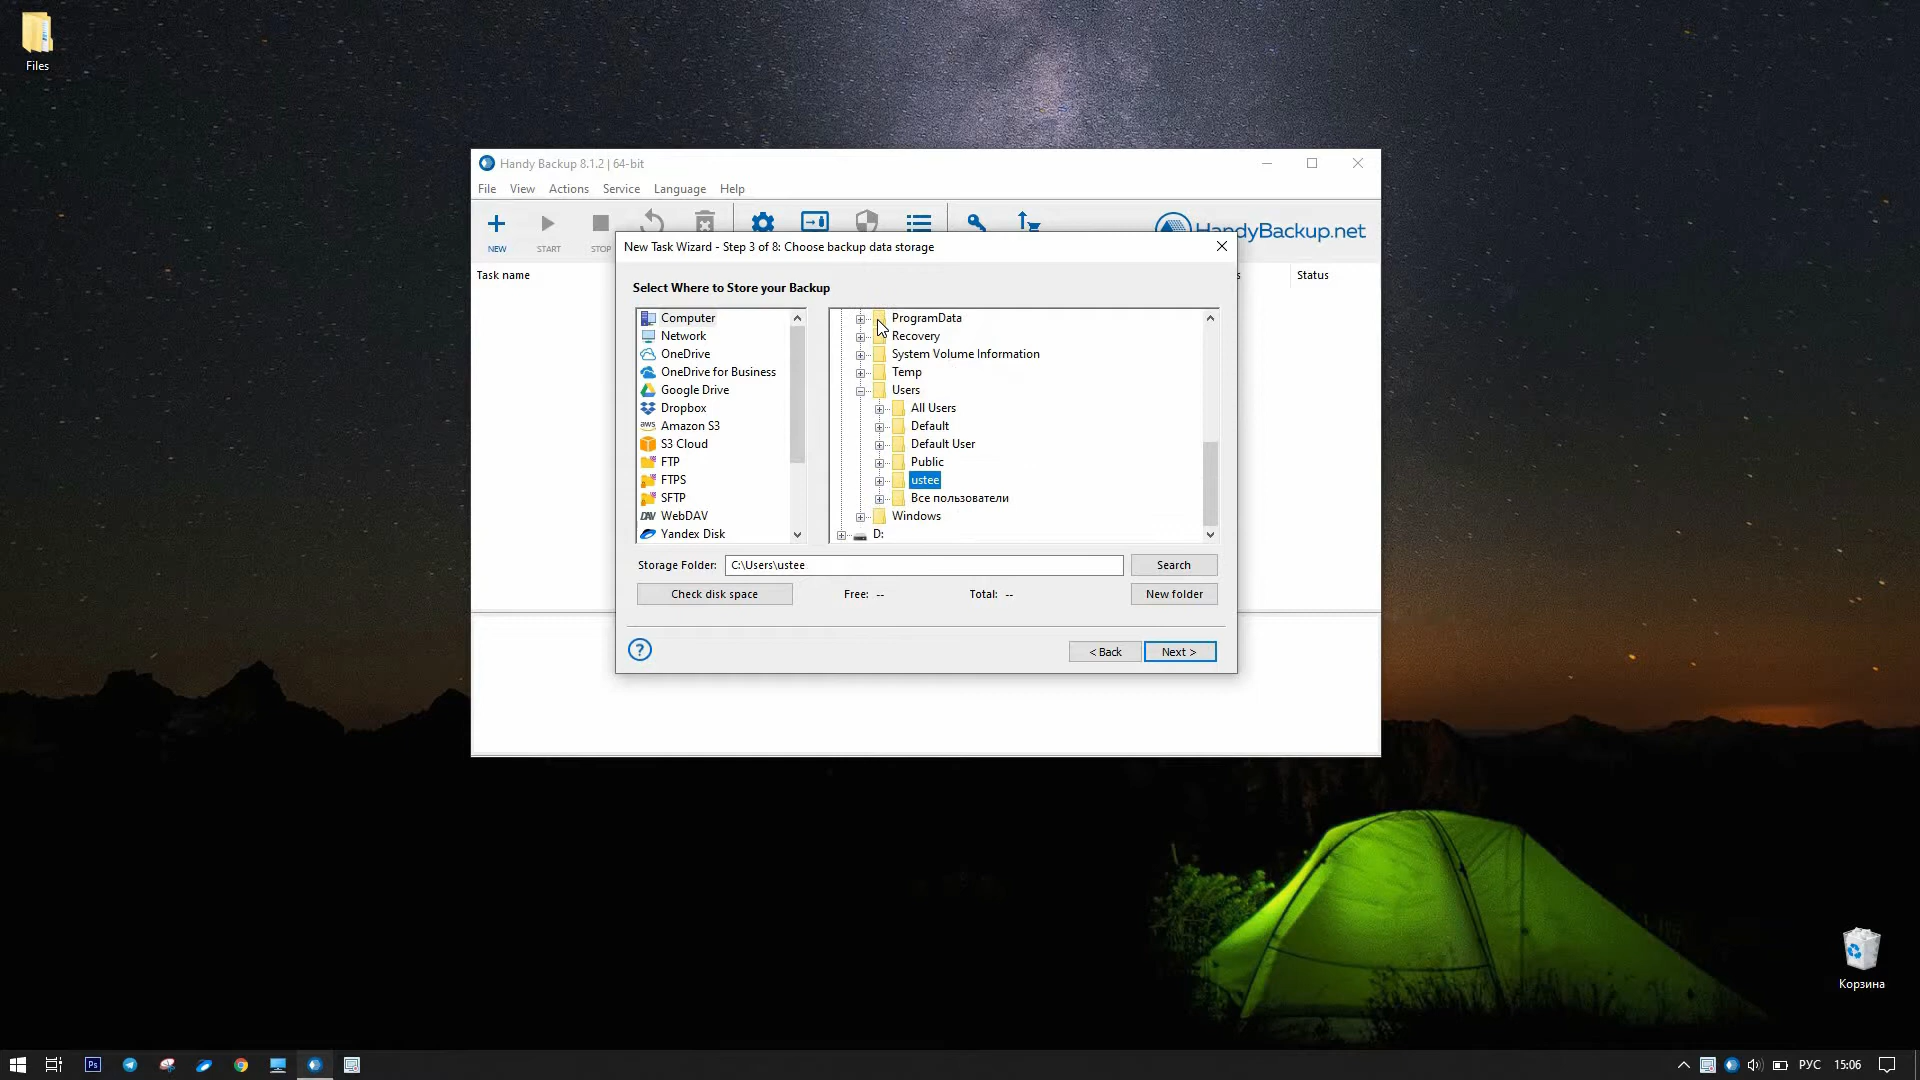 Files
Handy Backup 8.1.2 | 64-bit
File View Actions Service Language Help
NEW START STOP
HandyBackup.net
Task name
Status
New Task Wizard - Step 3 of 8: Choose backup data storage
Select Where to Store your Backup
Computer
Network
OneDrive
OneDrive for Business
Google Drive
Dropbox
aws Amazon S3
S3 Cloud
FTP
FTPS
SFTP
DAV WebDAV
Yandex Disk
ProgramData
Recovery
System Volume Information
Temp
Users
All Users
Default
Default User
Public
ustee
Все пользователи
Windows
D:
Storage Folder: C:\Users\ustee Search
Check disk space Free: -- Total: -- New folder
? < Back Next >
Корзина
Ps
РУС 15:06